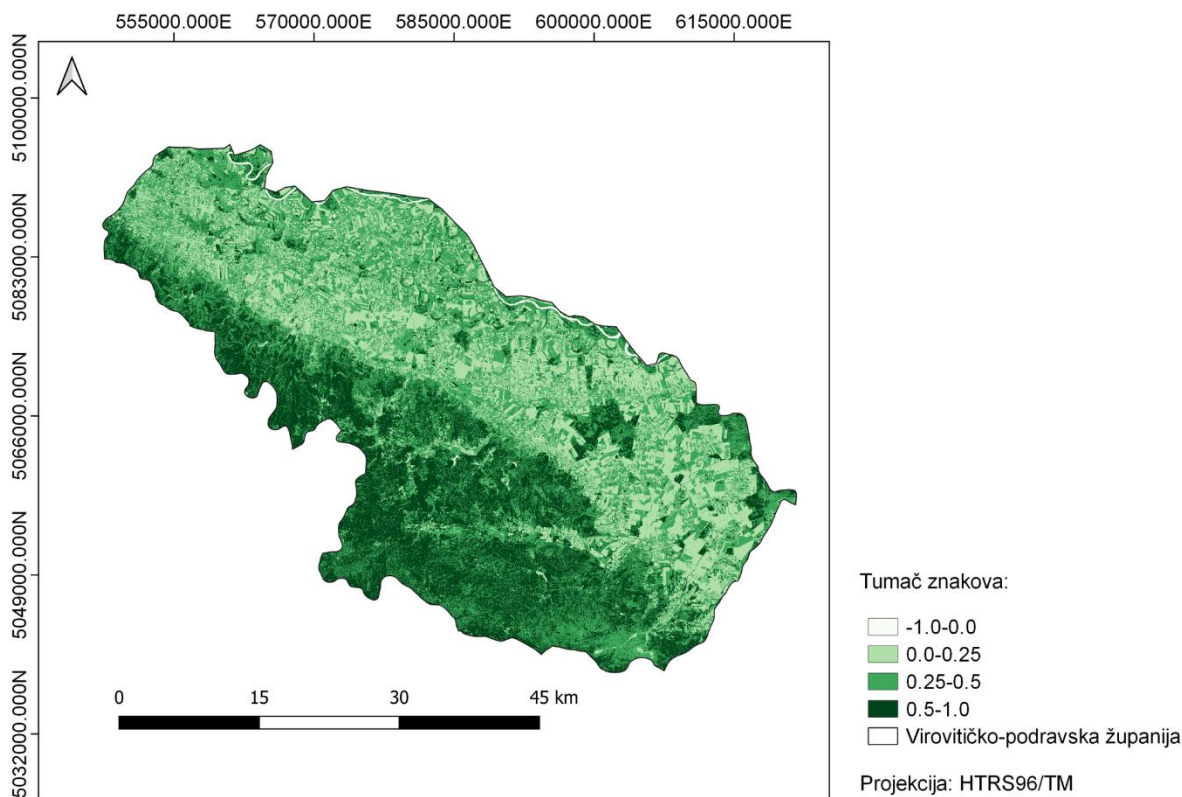 555000.000E 570000.000E 585000.000E 600000.000E 615000.000E
5100000.000N
5083000.000N
5066000.000N
5049000.000N
5032000.000N
0 15 30 45 km
Tumač znakova:
-1.0-0.0
0.0-0.25
0.25-0.5
0.5-1.0
Virovitičko-podravska županija
Projekcija: HTRS96/TM